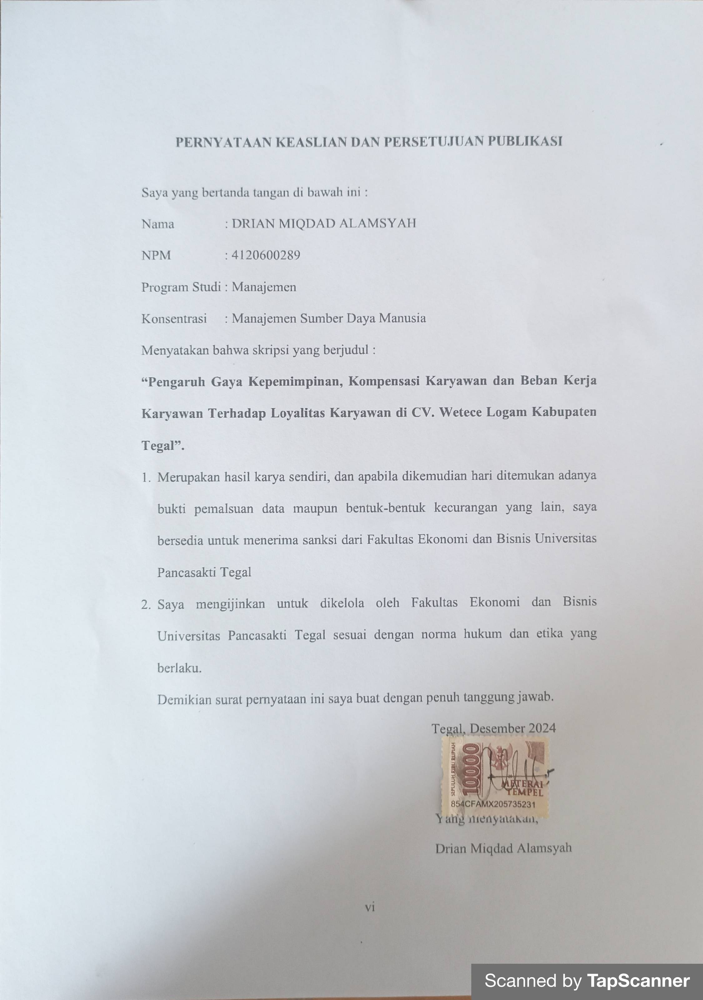 PERNYATAAN KEASLIAN DAN PERSETUJUAN PUBLIKASI
Saya yang bertanda tangan di bawah ini :
Nama : DRIAN MIQDAD ALAMSYAH
NPM : 4120600289
Program Studi : Manajemen
Konsentrasi : Manajemen Sumber Daya Manusia
Menyatakan bahwa skripsi yang berjudul :
“Pengaruh Gaya Kepemimpinan, Kompensasi Karyawan dan Beban Kerja
Karyawan Terhadap Loyalitas Karyawan di CV. Wetece Logam Kabupaten
Tegal”.
1. Merupakan hasil karya sendiri, dan apabila dikemudian hari ditemukan adanya
bukti pemalsuan data maupun bentuk-bentuk kecurangan yang lain, saya
bersedia untuk menerima sanksi dari Fakultas Ekonomi dan Bisnis Universitas
Pancasakti Tegal
2. Saya mengijinkan untuk dikelola oleh Fakultas Ekonomi dan Bisnis
Universitas Pancasakti Tegal sesuai dengan norma hukum dan etika yang
berlaku.
Demikian surat pernyataan ini saya buat dengan penuh tanggung jawab.
Tegal, Desember 2024
SEPULUH RIBU RUPIAH
10000
METERAI
TEMPEL
854CFAMX205735231
Yang menyatakan,
Drian Miqdad Alamsyah
vi
Scanned by TapScanner